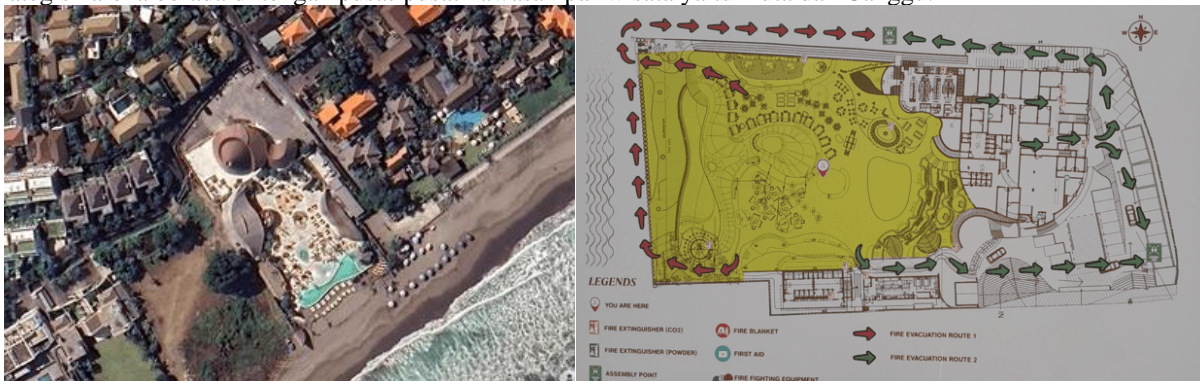 LEGENDS
YOU ARE HERE
FIRE EXTINGUISHER (CO2)
FIRE EXTINGUISHER (POWDER)
ASSEMBLY POINT
FIRE BLANKET
FIRST AID
FIRE FIGHTING EQUIPMENT
FIRE EVACUATION ROUTE 1
FIRE EVACUATION ROUTE 2
N
W
E
S